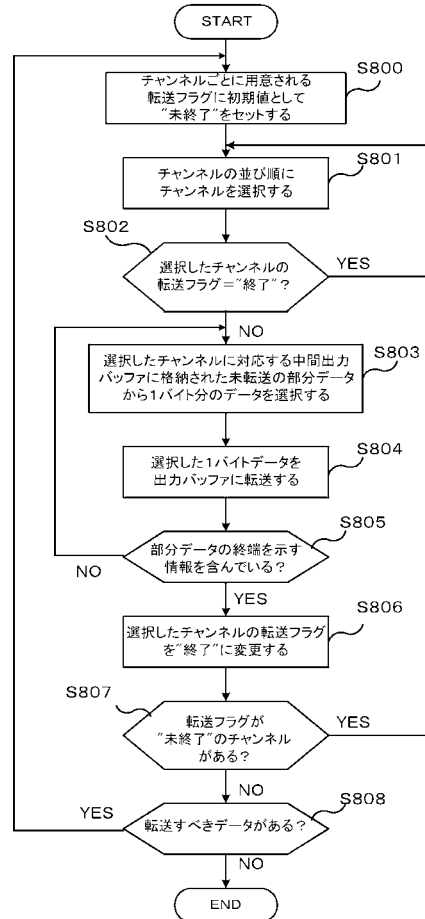 START
S800
チャンネルごとに用意される
転送フラグに初期値として
"未終了"をセットする
S801
チャンネルの並び順に
チャンネルを選択する
S802
選択したチャンネルの
転送フラグ="終了"?
YES
NO
S803
選択したチャンネルに対応する中間出力
バッファに格納された未転送の部分データ
から1バイト分のデータを選択する
S804
選択した1バイトデータを
出力バッファに転送する
S805
部分データの終端を示す
情報を含んでいる?
NO
YES
S806
選択したチャンネルの転送フラグ
を"終了"に変更する
S807
転送フラグが
"未終了"のチャンネル
がある?
YES
NO
S808
転送すべきデータがある?
YES
NO
END